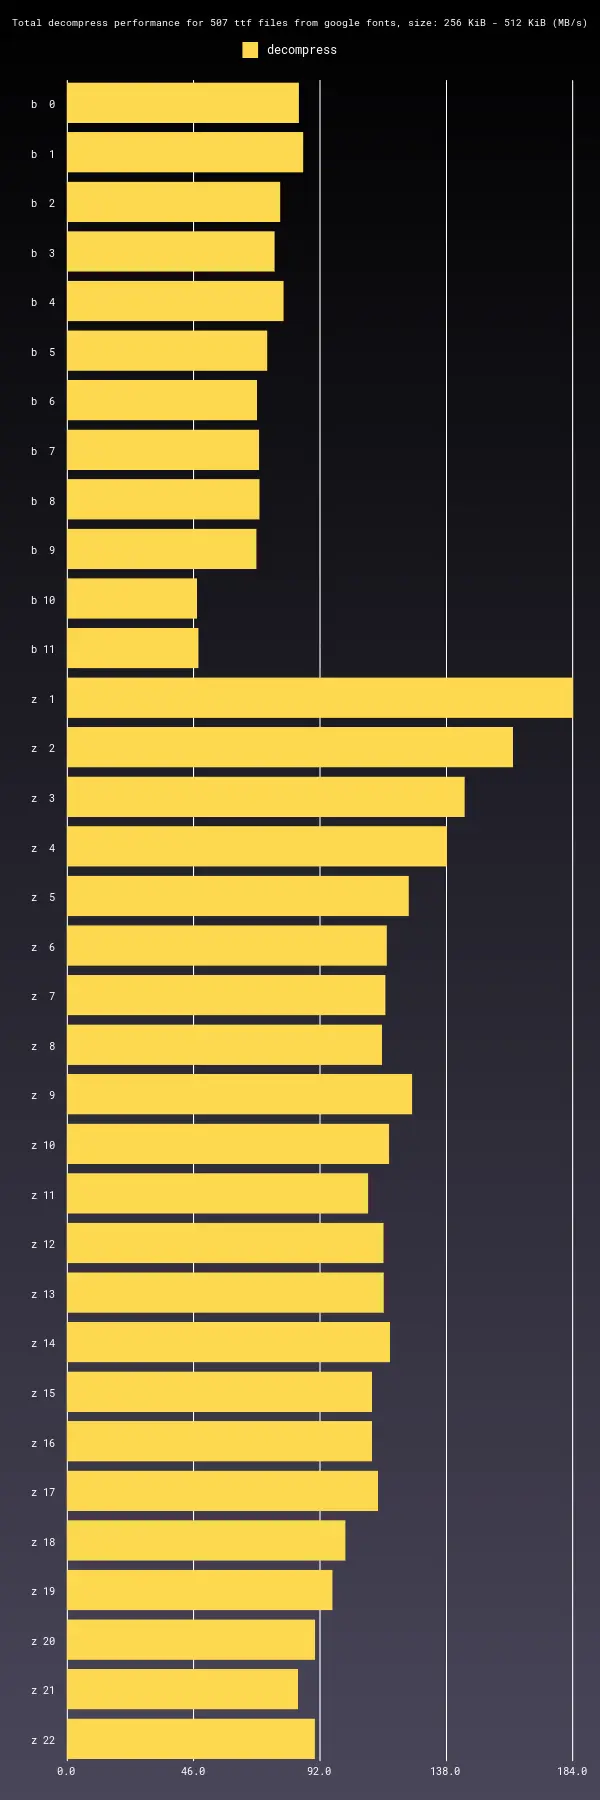 Total decompress performance for 507 ttf files from google fonts, size: 256 KiB - 512 KiB (MB/s)
decompress
b  0
b  1
b  2
b  3
b  4
b  5
b  6
b  7
b  8
b  9
b 10
b 11
z  1
z  2
z  3
z  4
z  5
z  6
z  7
z  8
z  9
z 10
z 11
z 12
z 13
z 14
z 15
z 16
z 17
z 18
z 19
z 20
z 21
z 22
0.0 46.0 92.0 138.0 184.0